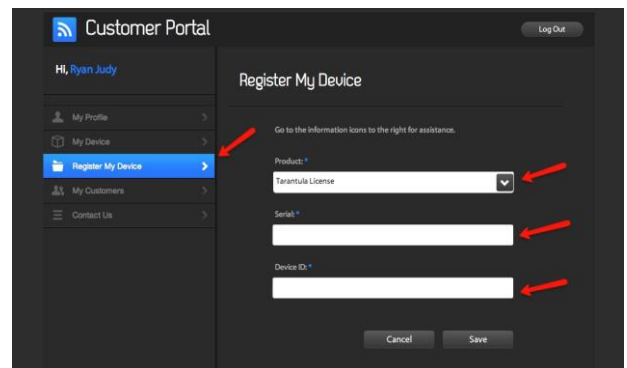 Customer Portal
Log Out
Hi, Ryan Judy
My Profile
My Device
Register My Device
My Customers
Contact Us
Register My Device
Go to the information icons to the right for assistance.
Product: *
Tarantula License
Serial: *
Device ID: *
Cancel
Save